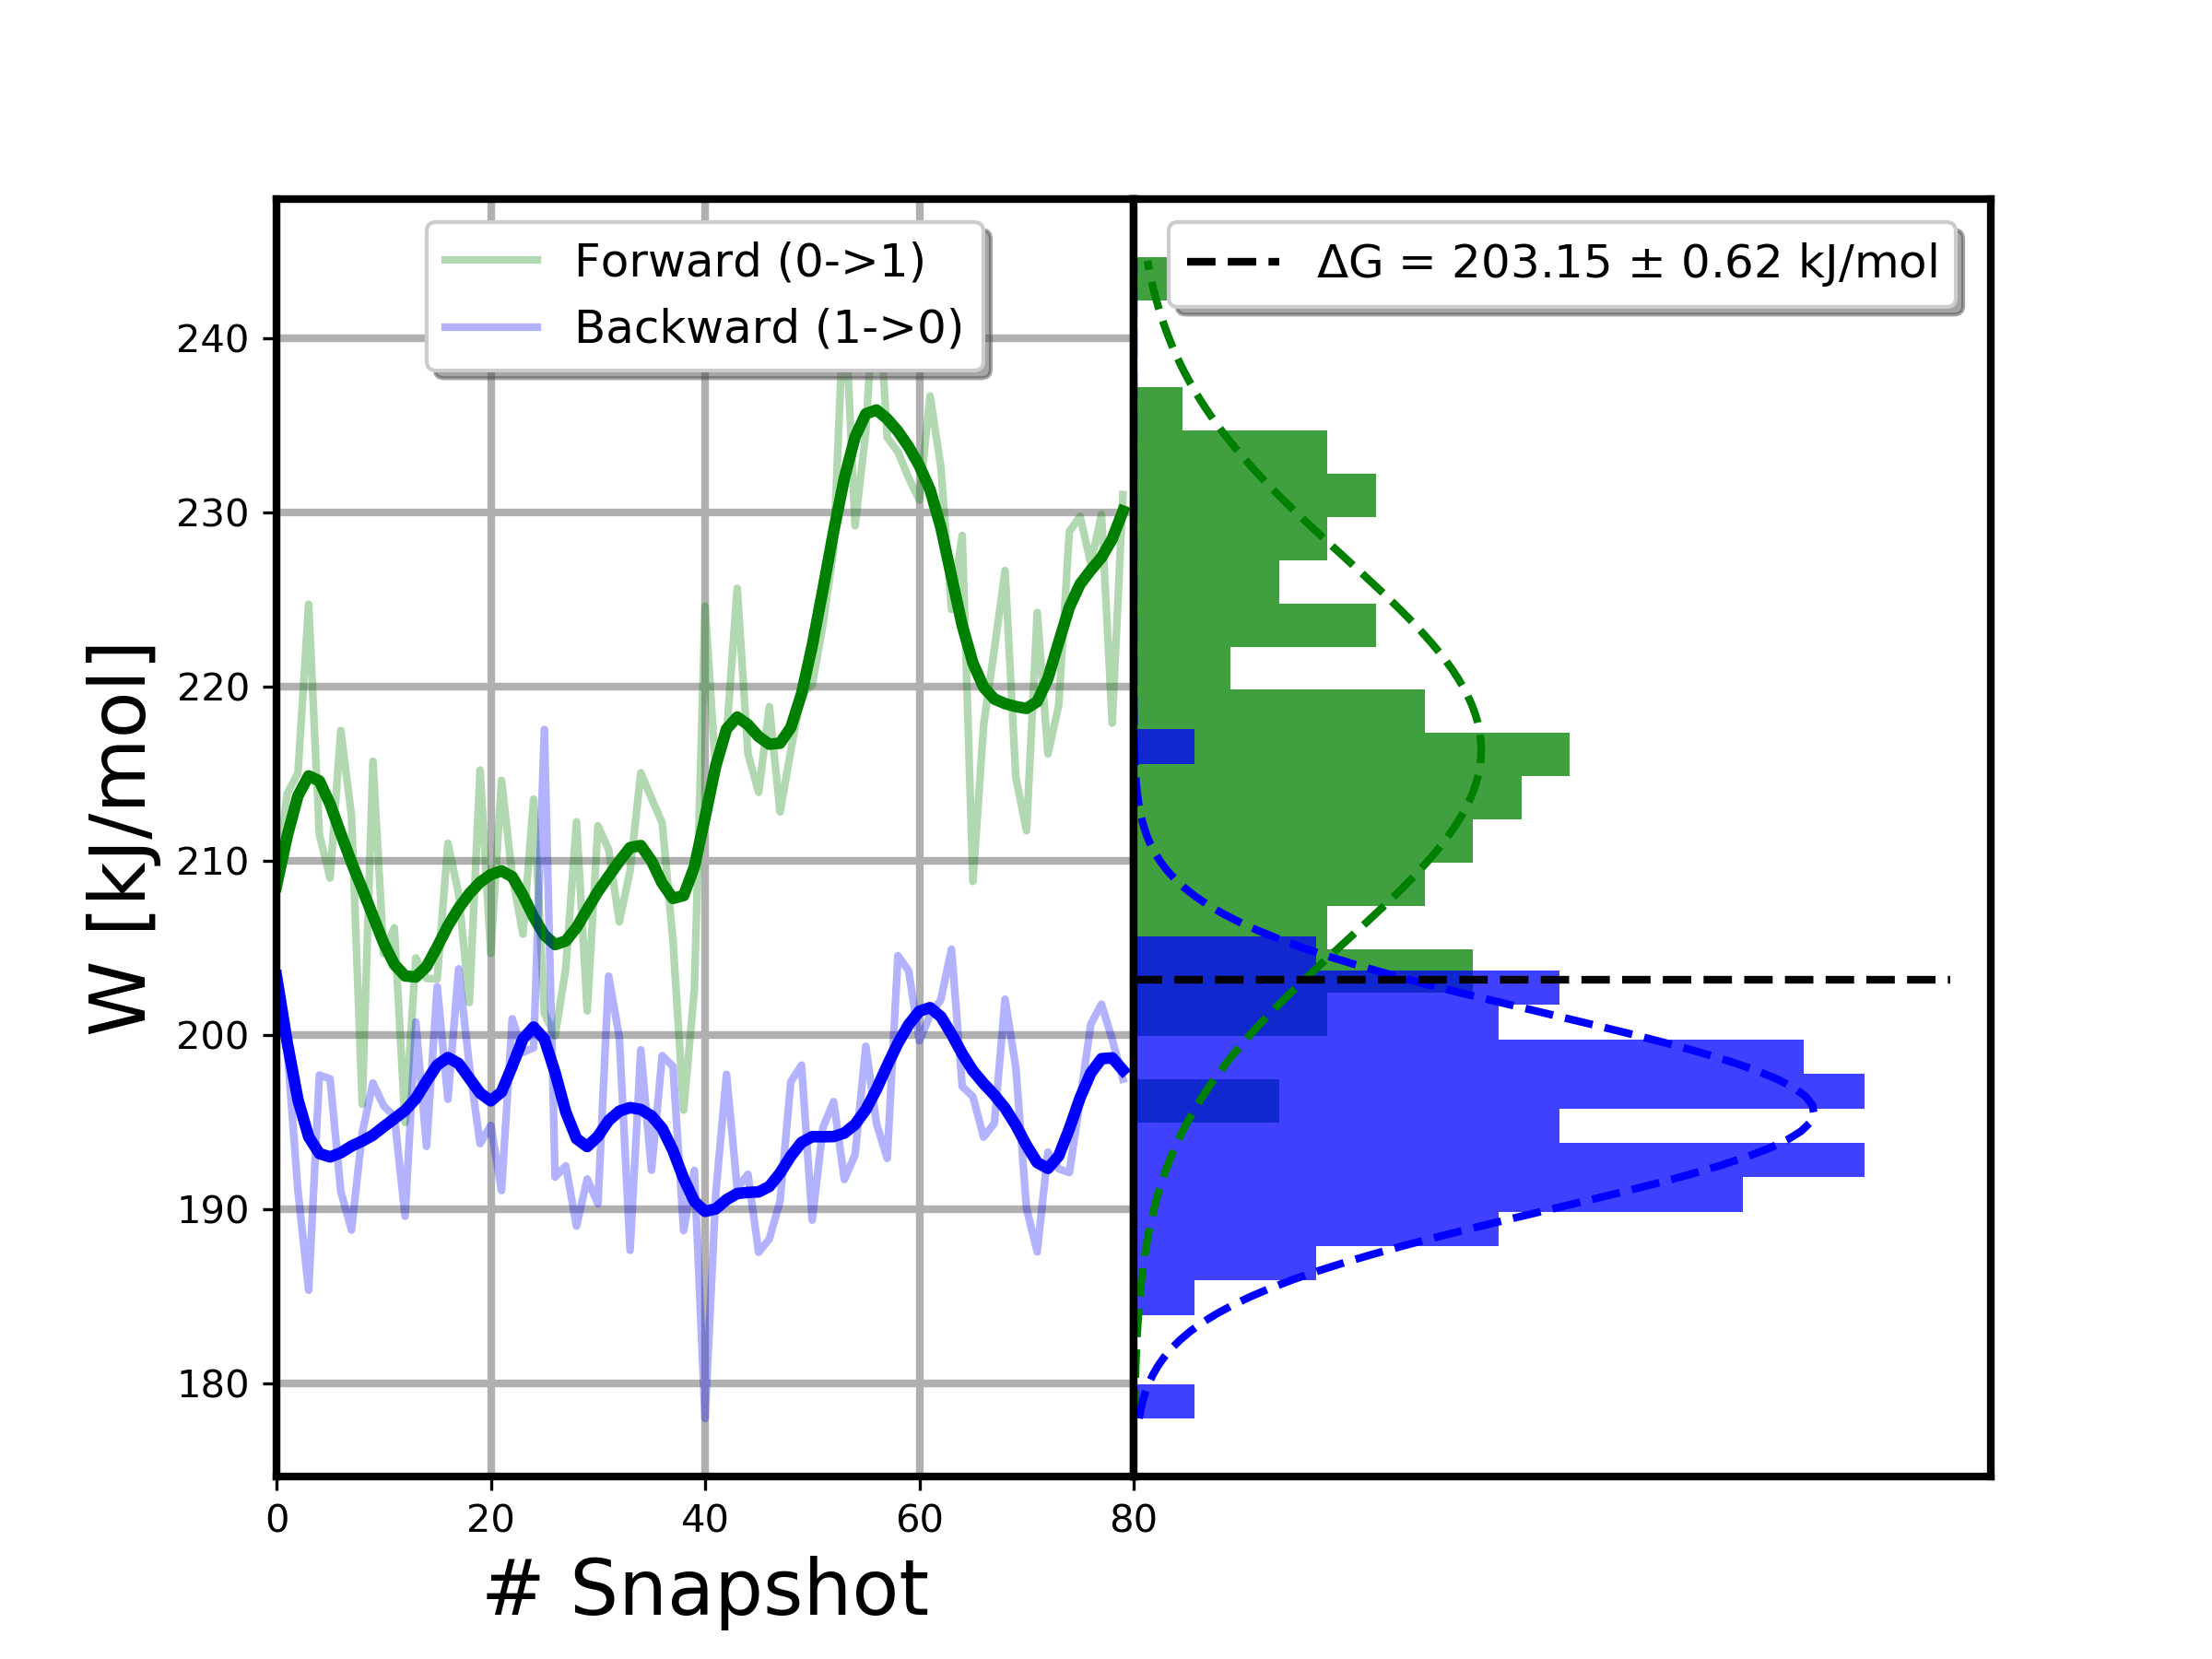 Forward (0->1)
Backward (1->0)
ΔG = 203.15 ± 0.62 kJ/mol
W [kJ/mol]
240
230
220
210
200
190
180
0 20 40 60 80
# Snapshot